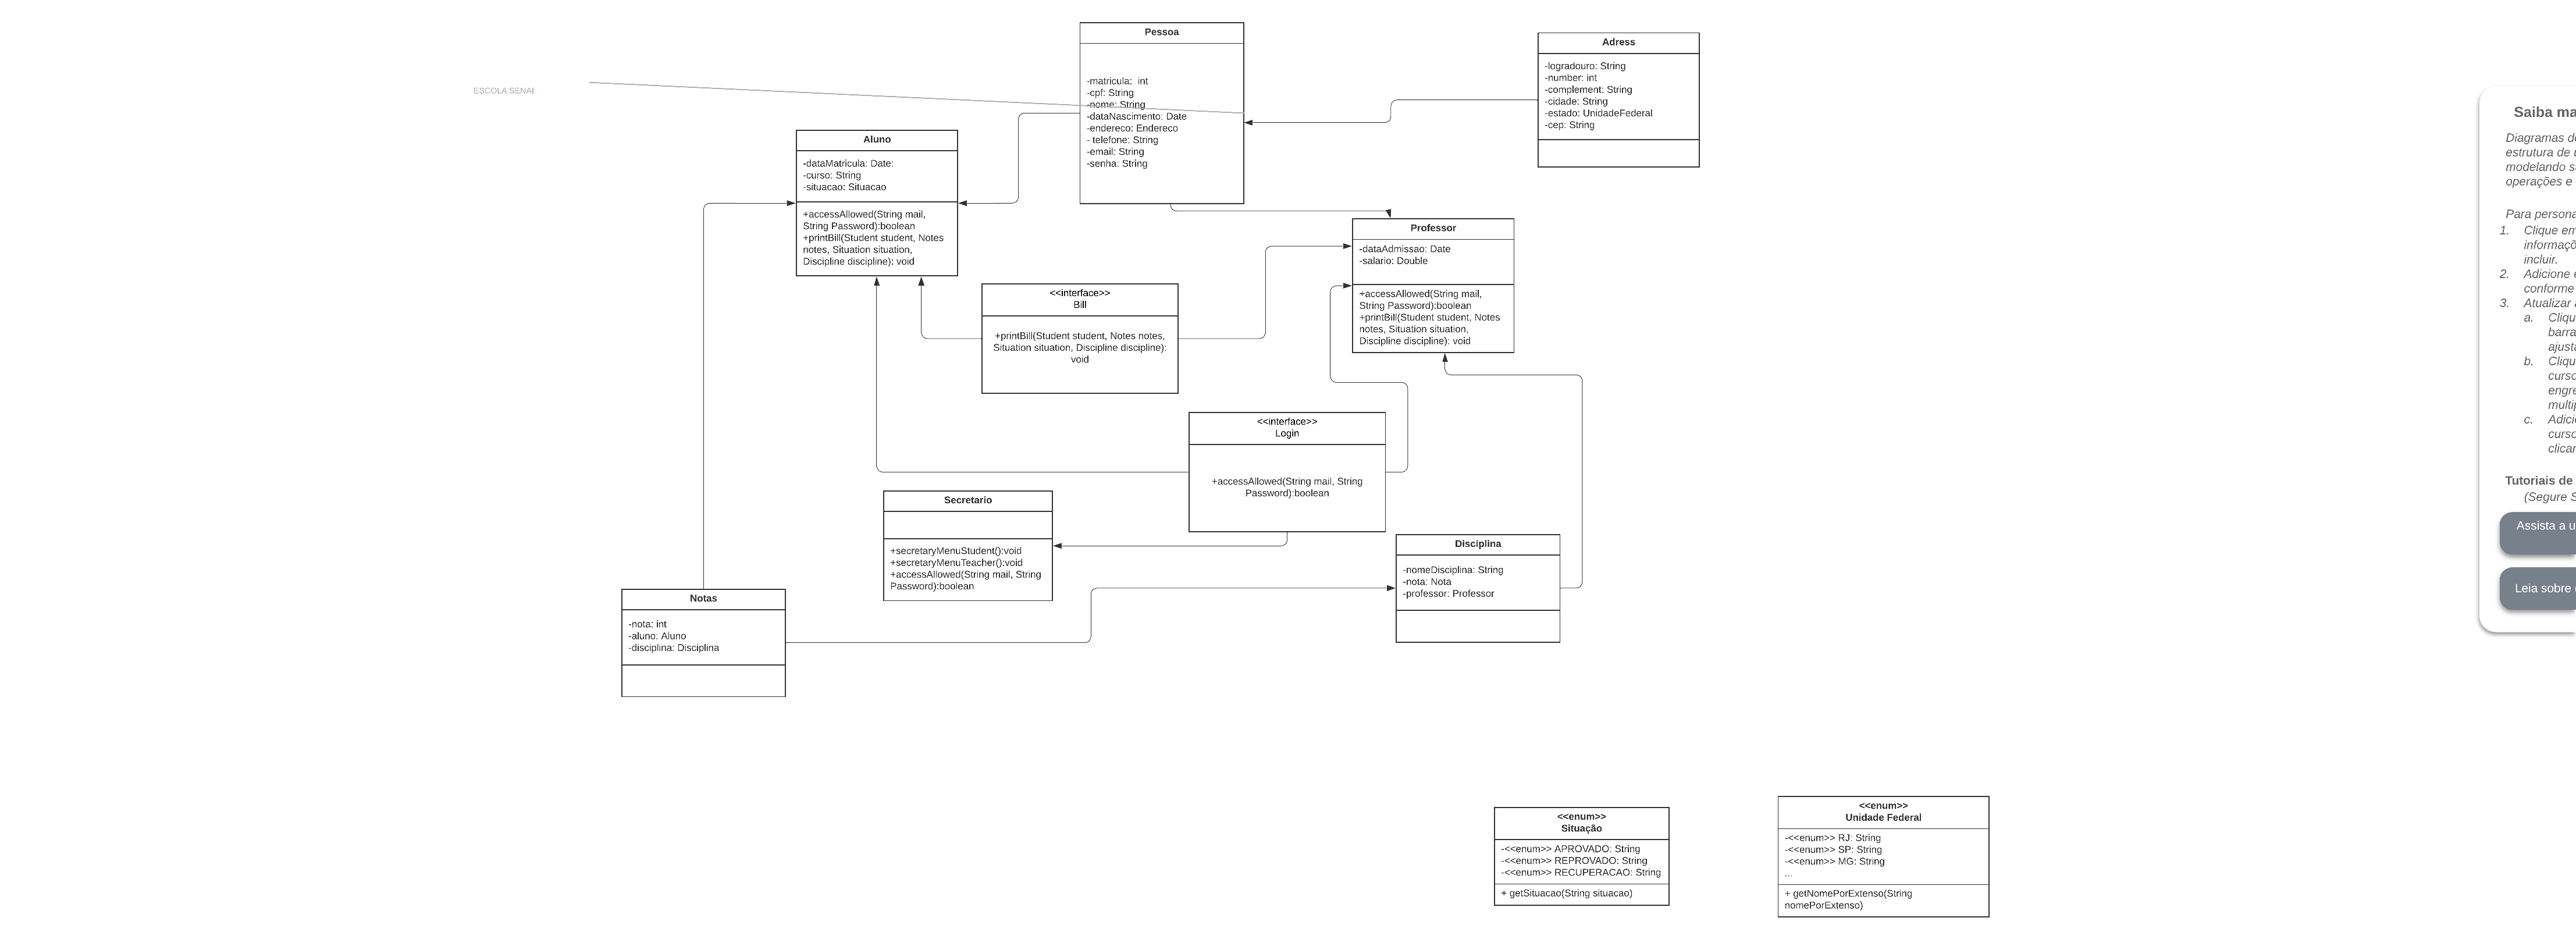 ESCOLA SENAI
Pessoa
-matricula:  int
-cpf: String
-nome: String
-dataNascimento: Date
-endereco: Endereco
- telefone: String
-email: String
-senha: String
Adress
-logradouro: String
-number: int
-complement: String
-cidade: String
-estado: UnidadeFederal
-cep: String
Aluno
-dataMatricula: Date:
-curso: String
-situacao: Situacao
+accessAllowed(String mail,
String Password):boolean
+printBill(Student student, Notes
notes, Situation situation,
Discipline discipline): void
Professor
-dataAdmissao: Date
-salario: Double
+accessAllowed(String mail,
String Password):boolean
+printBill(Student student, Notes
notes, Situation situation,
Discipline discipline): void
<<interface>>
Bill
+printBill(Student student, Notes notes,
Situation situation, Discipline discipline):
void
<<interface>>
Login
+accessAllowed(String mail, String
Password):boolean
Secretario
+secretaryMenuStudent():void
+secretaryMenuTeacher():void
+accessAllowed(String mail, String
Password):boolean
Disciplina
-nomeDisciplina: String
-nota: Nota
-professor: Professor
Notas
-nota: int
-aluno: Aluno
-disciplina: Disciplina
<<enum>>
Situação
-<<enum>> APROVADO: String
-<<enum>> REPROVADO: String
-<<enum>> RECUPERACAO: String
+ getSituacao(String situacao)
<<enum>>
Unidade Federal
-<<enum>> RJ: String
-<<enum>> SP: String
-<<enum>> MG: String
...
+ getNomePorExtenso(String
nomePorExtenso)
Saiba ma
Diagramas de
estrutura de
modelando s
operações e
Para persona
1. Clique em
informaçõ
incluir.
2. Adicione
conforme
3. Atualizar
a. Cliqu
barra
ajusta
b. Cliqu
curso
engre
multip
c. Adici
curso
clicar
Tutoriais de
(Segure S
Assista a u
Leia sobre